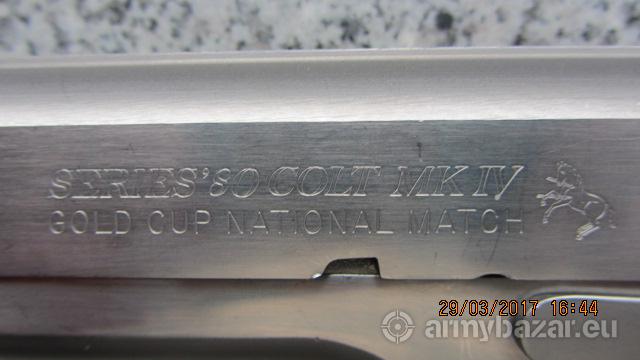 SERIES'80 COLT MK IV
GOLD CUP NATIONAL MATCH
29/03/2017 16:44
armybazar.eu